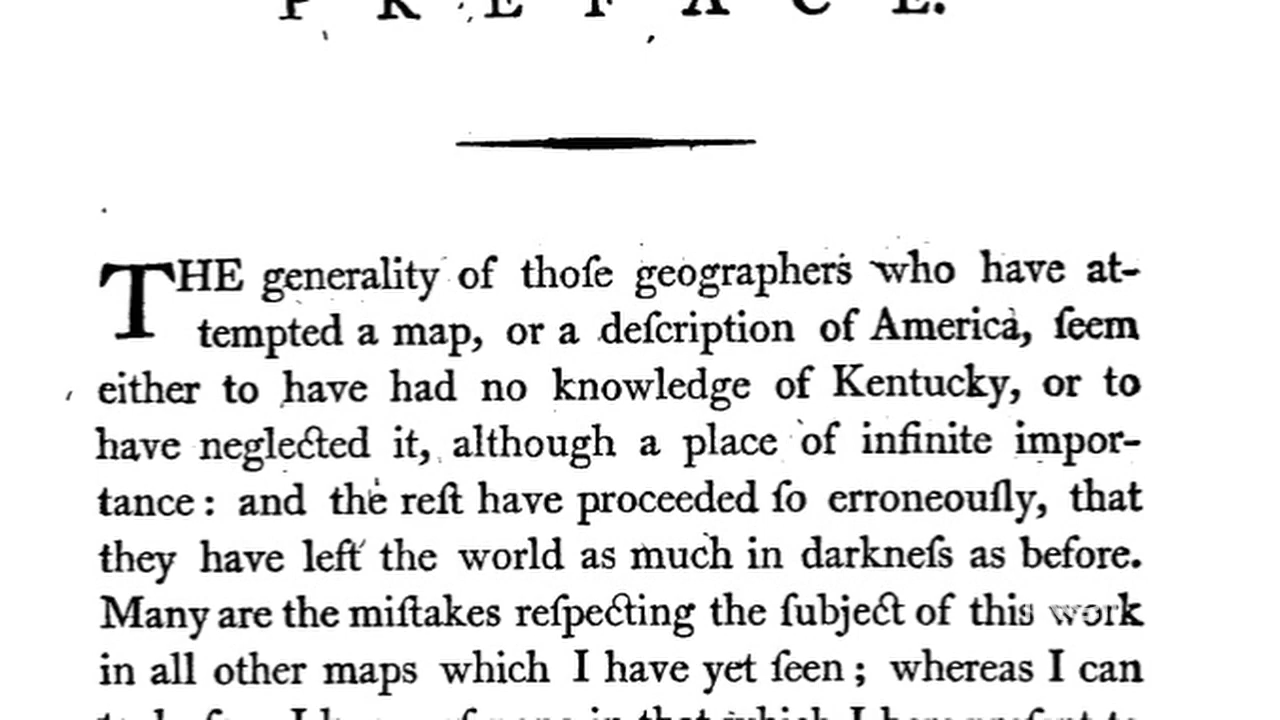 PREFACE.
THE generality of thoſe geographers who have at-
tempted a map, or a deſcription of America, ſeem
either to have had no knowledge of Kentucky, or to
have neglected it, although a place of infinite impor-
tance: and the reſt have proceeded ſo erroneouſly, that
they have left the world as much in darkneſs as before.
Many are the miſtakes reſpecting the ſubject of this work
in all other maps which I have yet ſeen; whereas I can